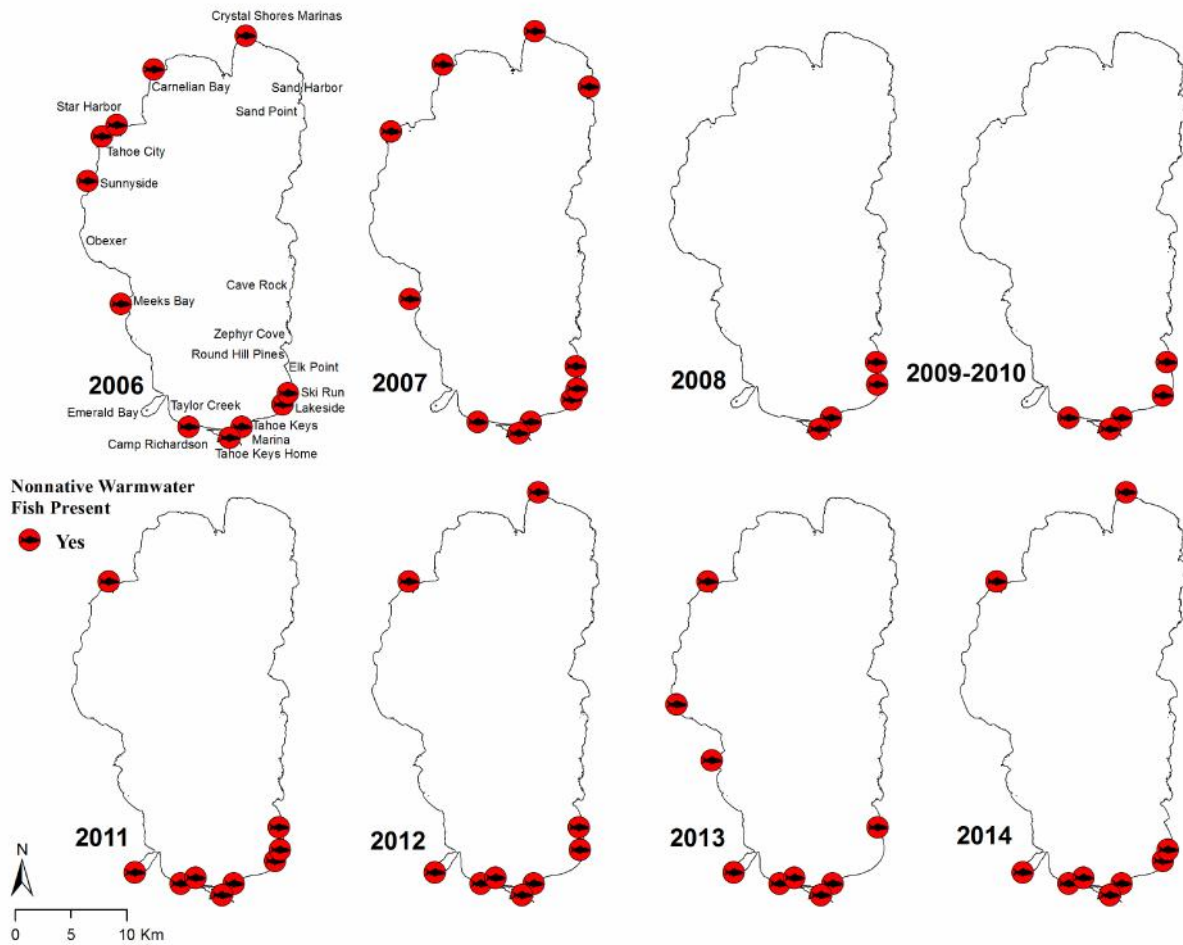 Crystal Shores Marinas
Carnelian Bay
Sand Harbor
Star Harbor
Sand Point
Tahoe City
Sunnyside
Obexer
Cave Rock
Meeks Bay
Zephyr Cove
Round Hill Pines
Elk Point
2006
2007
2008
2009-2010
Ski Run
Emerald Bay
Taylor Creek
Lakeside
Tahoe Keys
Marina
Camp Richardson
Tahoe Keys Home
Nonnative Warmwater
Fish Present
Yes
2011
2012
2013
2014
N
0 5 10 Km